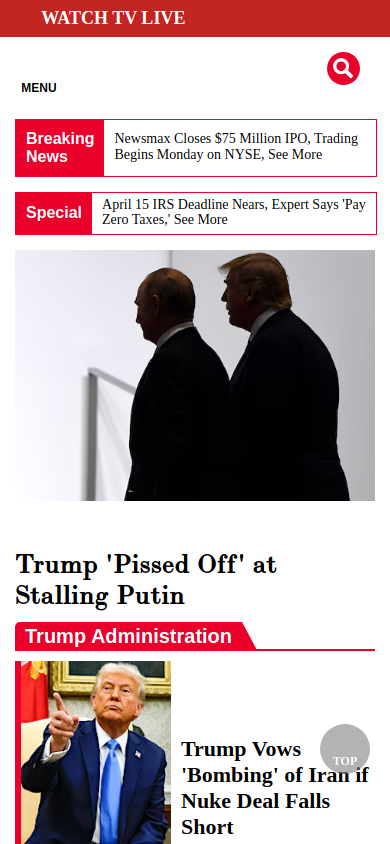 WATCH TV LIVE
MENU
Breaking
News
Newsmax Closes $75 Million IPO, Trading
Begins Monday on NYSE, See More
Special
April 15 IRS Deadline Nears, Expert Says 'Pay
Zero Taxes,' See More
Trump 'Pissed Off' at
Stalling Putin
Trump Administration
Trump Vows
'Bombing' of Iran if
Nuke Deal Falls
Short
TOP